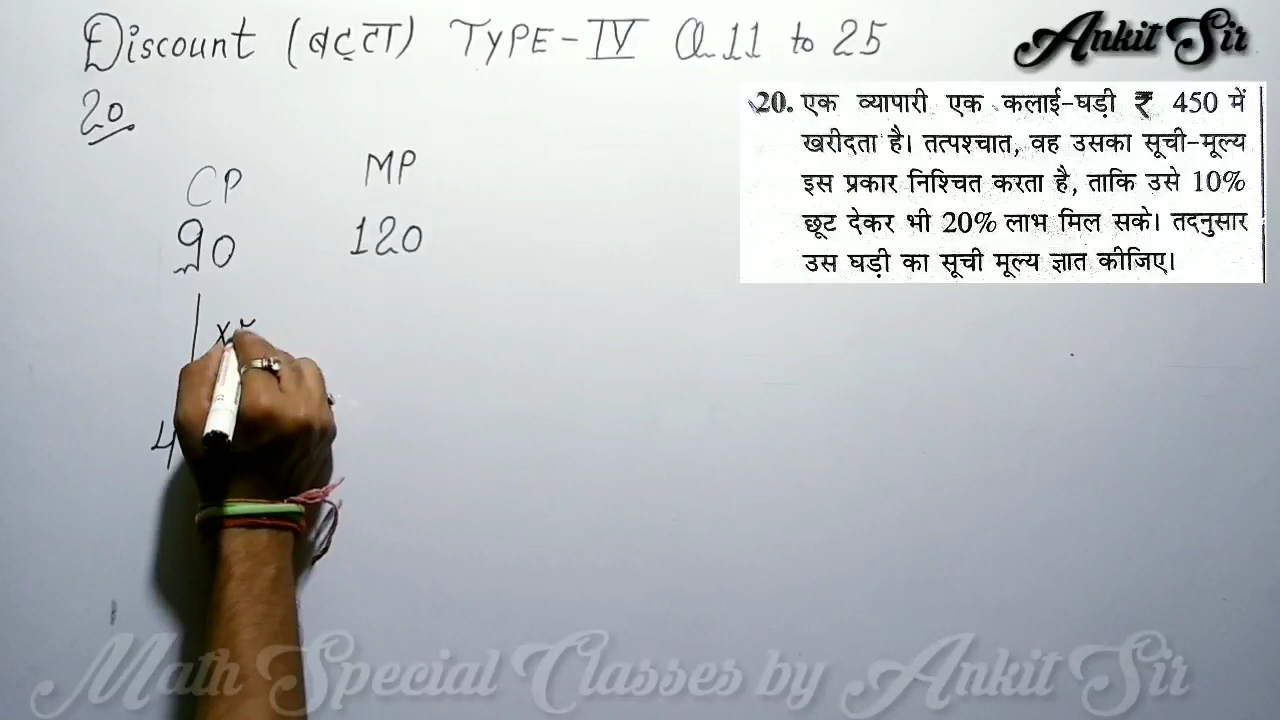 Discount (बट्टा) TYPE-IV Q.11 to 25
Ankit Sir
20
CP MP
90 120
20. एक व्यापारी एक कलाई-घड़ी ₹ 450 में
खरीदता है। तत्पश्चात, वह उसका सूची-मूल्य
इस प्रकार निश्चित करता है, ताकि उसे 10%
छूट देकर भी 20% लाभ मिल सके। तदनुसार
उस घड़ी का सूची मूल्य ज्ञात कीजिए।
4
Math Special Classes by Ankit Sir